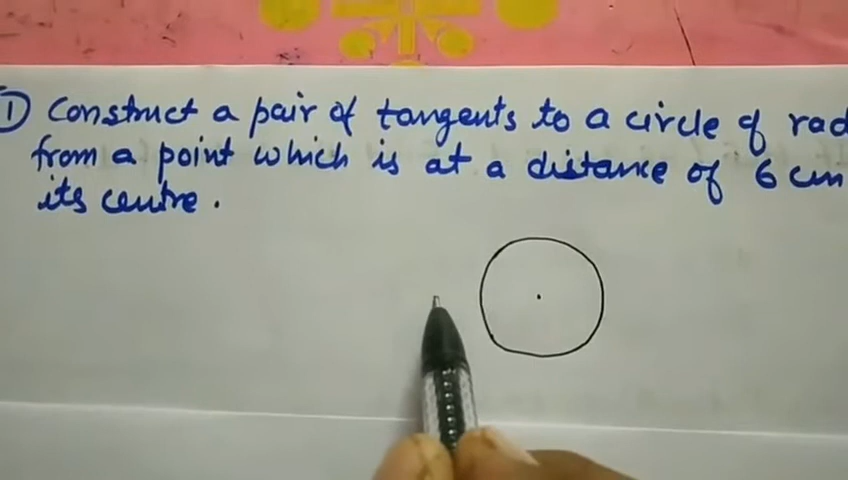 ① Construct a pair of tangents to a circle of rad
from a point which is at a distance of 6 cm
its centre.